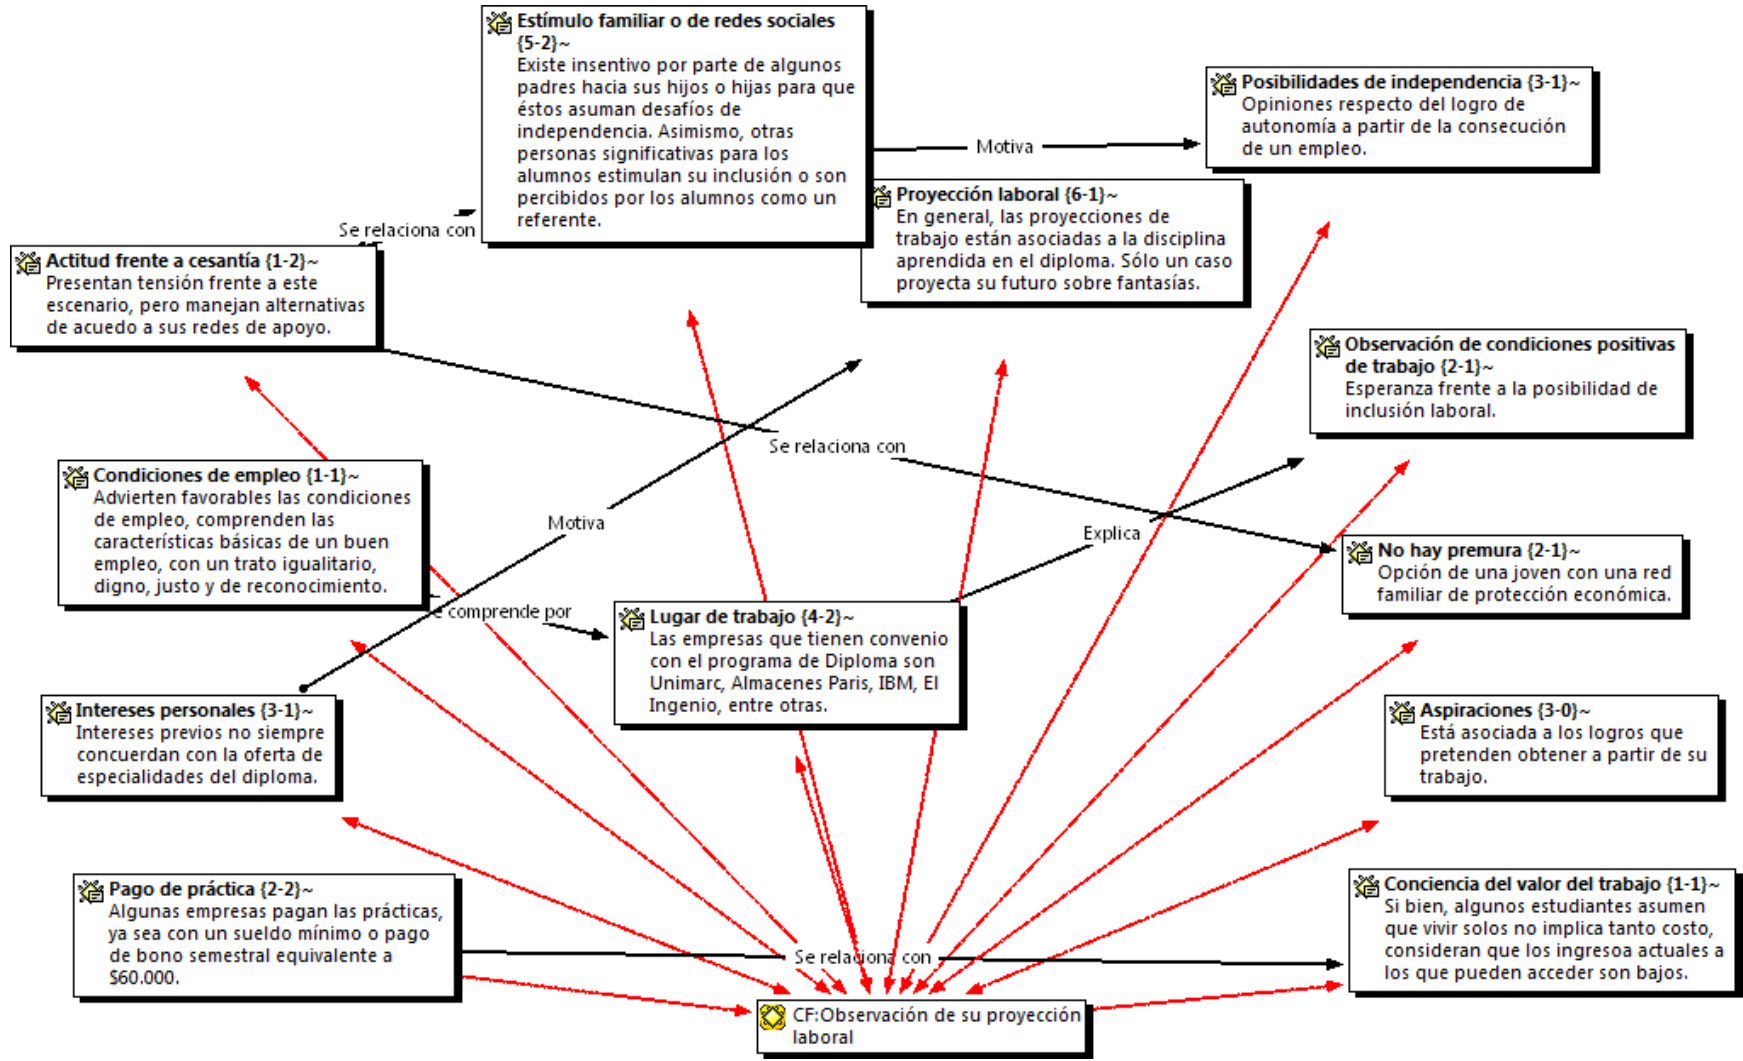 Estímulo familiar o de redes sociales
{5-2}~
Existe insentivo por parte de algunos
padres hacia sus hijos o hijas para que
éstos asuman desafíos de
independencia. Asimismo, otras
personas significativas para los
alumnos estimulan su inclusión o son
percibidos por los alumnos como un
referente.
Posibilidades de independencia {3-1}~
Opiniones respecto del logro de
autonomía a partir de la consecución
de un empleo.
Motiva
Proyección laboral {6-1}~
En general, las proyecciones de
trabajo están asociadas a la disciplina
aprendida en el diploma. Sólo un caso
proyecta su futuro sobre fantasías.
Se relaciona con
Actitud frente a cesantía {1-2}~
Presentan tensión frente a este
escenario, pero manejan alternativas
de acuedo a sus redes de apoyo.
Observación de condiciones positivas
de trabajo {2-1}~
Esperanza frente a la posibilidad de
inclusión laboral.
Se relaciona con
Condiciones de empleo {1-1}~
Advierten favorables las condiciones
de empleo, comprenden las
características básicas de un buen
empleo, con un trato igualitario,
digno, justo y de reconocimiento.
Motiva
Explica
No hay premura {2-1}~
Opción de una joven con una red
familiar de protección económica.
e comprende por
Lugar de trabajo {4-2}~
Las empresas que tienen convenio
con el programa de Diploma son
Unimarc, Almacenes Paris, IBM, El
Ingenio, entre otras.
Intereses personales {3-1}~
Intereses previos no siempre
concuerdan con la oferta de
especialidades del diploma.
Aspiraciones {3-0}~
Está asociada a los logros que
pretenden obtener a partir de su
trabajo.
Pago de práctica {2-2}~
Algunas empresas pagan las prácticas,
ya sea con un sueldo mínimo o pago
de bono semestral equivalente a
$60.000.
Se relaciona con
Conciencia del valor del trabajo {1-1}~
Si bien, algunos estudiantes asumen
que vivir solos no implica tanto costo,
consideran que los ingresoa actuales a
los que pueden acceder son bajos.
CF:Observación de su proyección
laboral